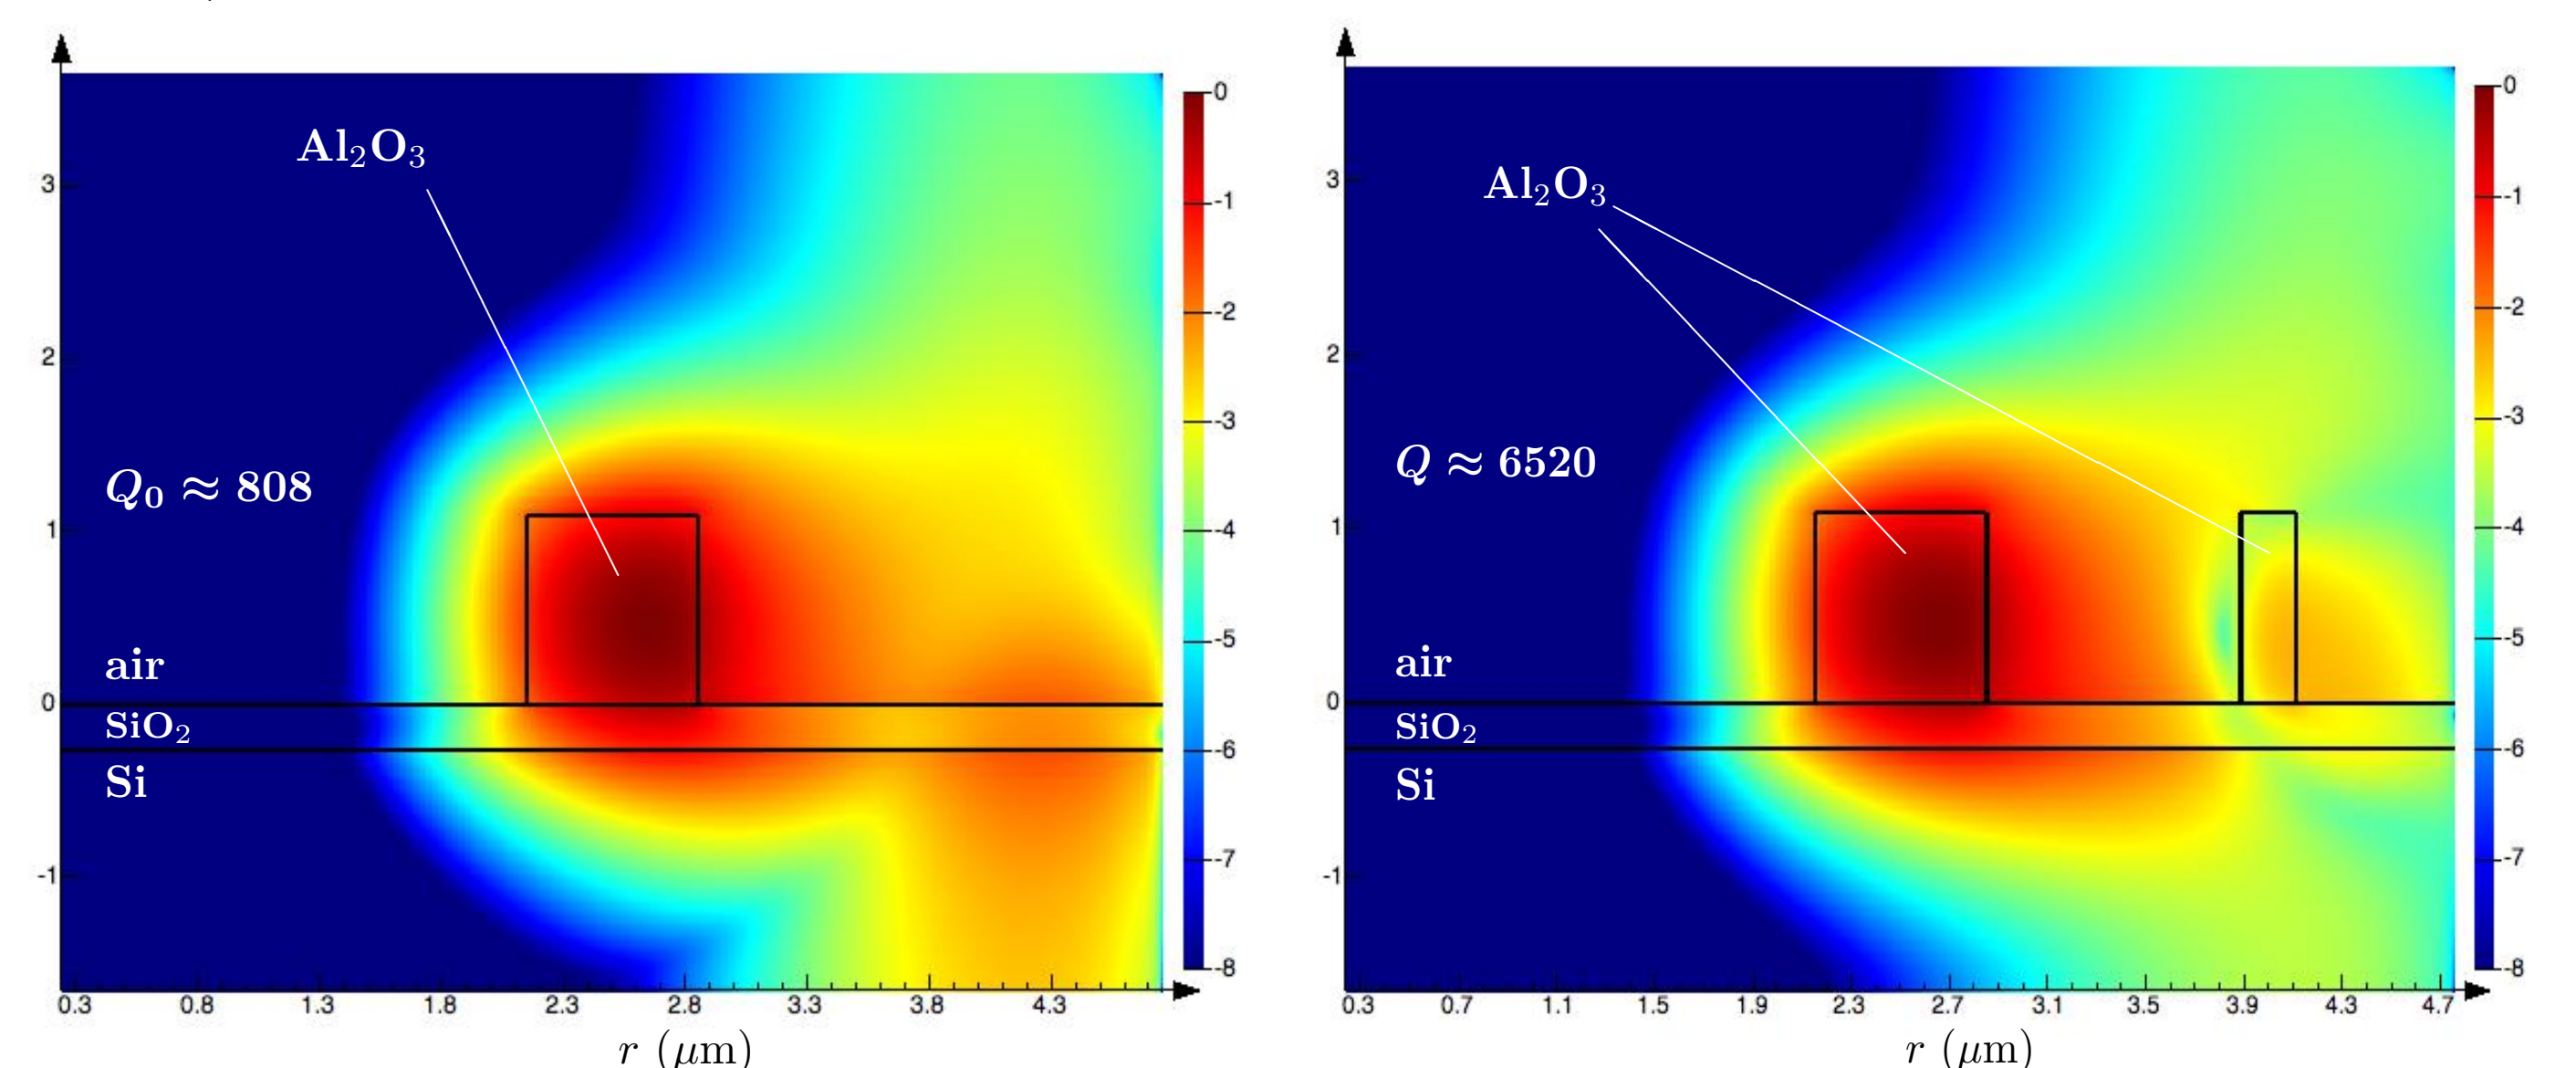 Al₂O₃
Q₀ ≈ 808
air
SiO₂
Si
3
2
1
0
-1
0.3 0.8 1.3 1.8 2.3 2.8 3.3 3.8 4.3
r (μm)
0
-1
-2
-3
-4
-5
-6
-7
-8
Al₂O₃
Q ≈ 6520
air
SiO₂
Si
3
2
1
0
-1
0.3 0.7 1.1 1.5 1.9 2.3 2.7 3.1 3.5 3.9 4.3 4.7
r (μm)
0
-1
-2
-3
-4
-5
-6
-7
-8